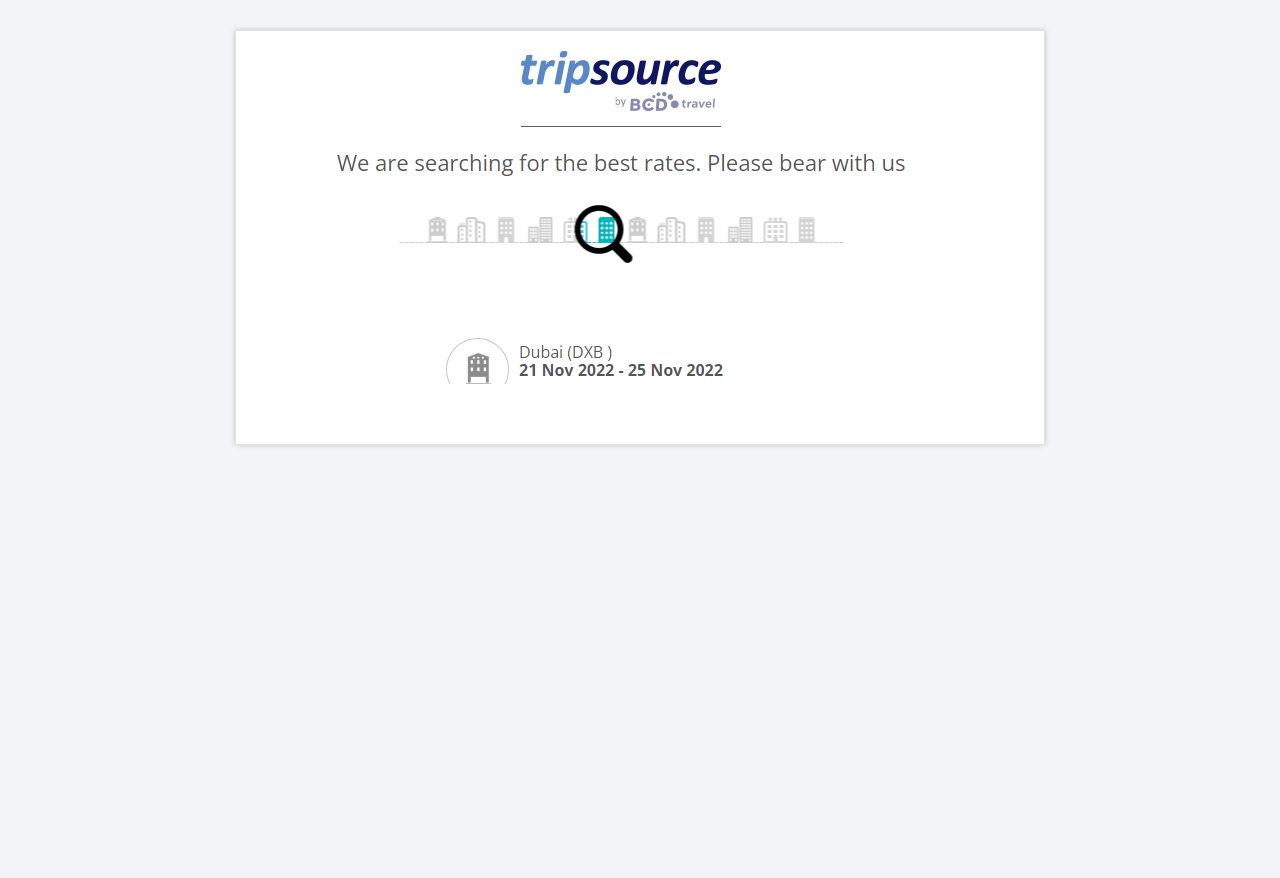 tripsource
by BCD travel
We are searching for the best rates. Please bear with us
Dubai (DXB )
21 Nov 2022 - 25 Nov 2022